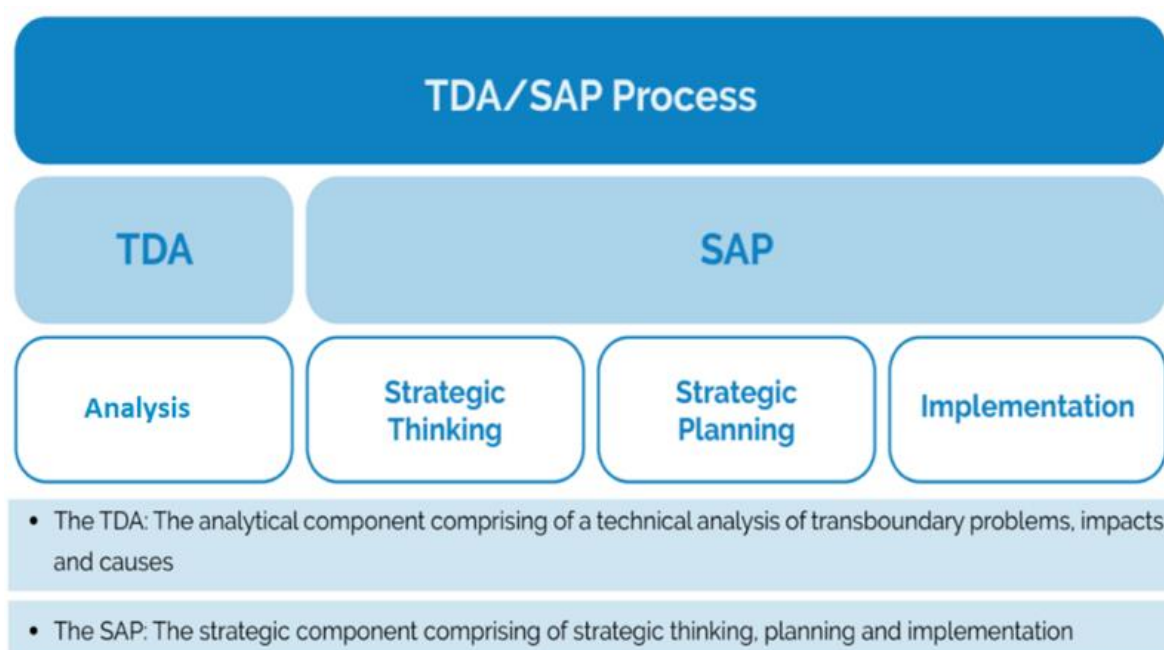 TDA/SAP Process
TDA
SAP
Analysis
Strategic
Thinking
Strategic
Planning
Implementation
• The TDA: The analytical component comprising of a technical analysis of transboundary problems, impacts
and causes
• The SAP: The strategic component comprising of strategic thinking, planning and implementation